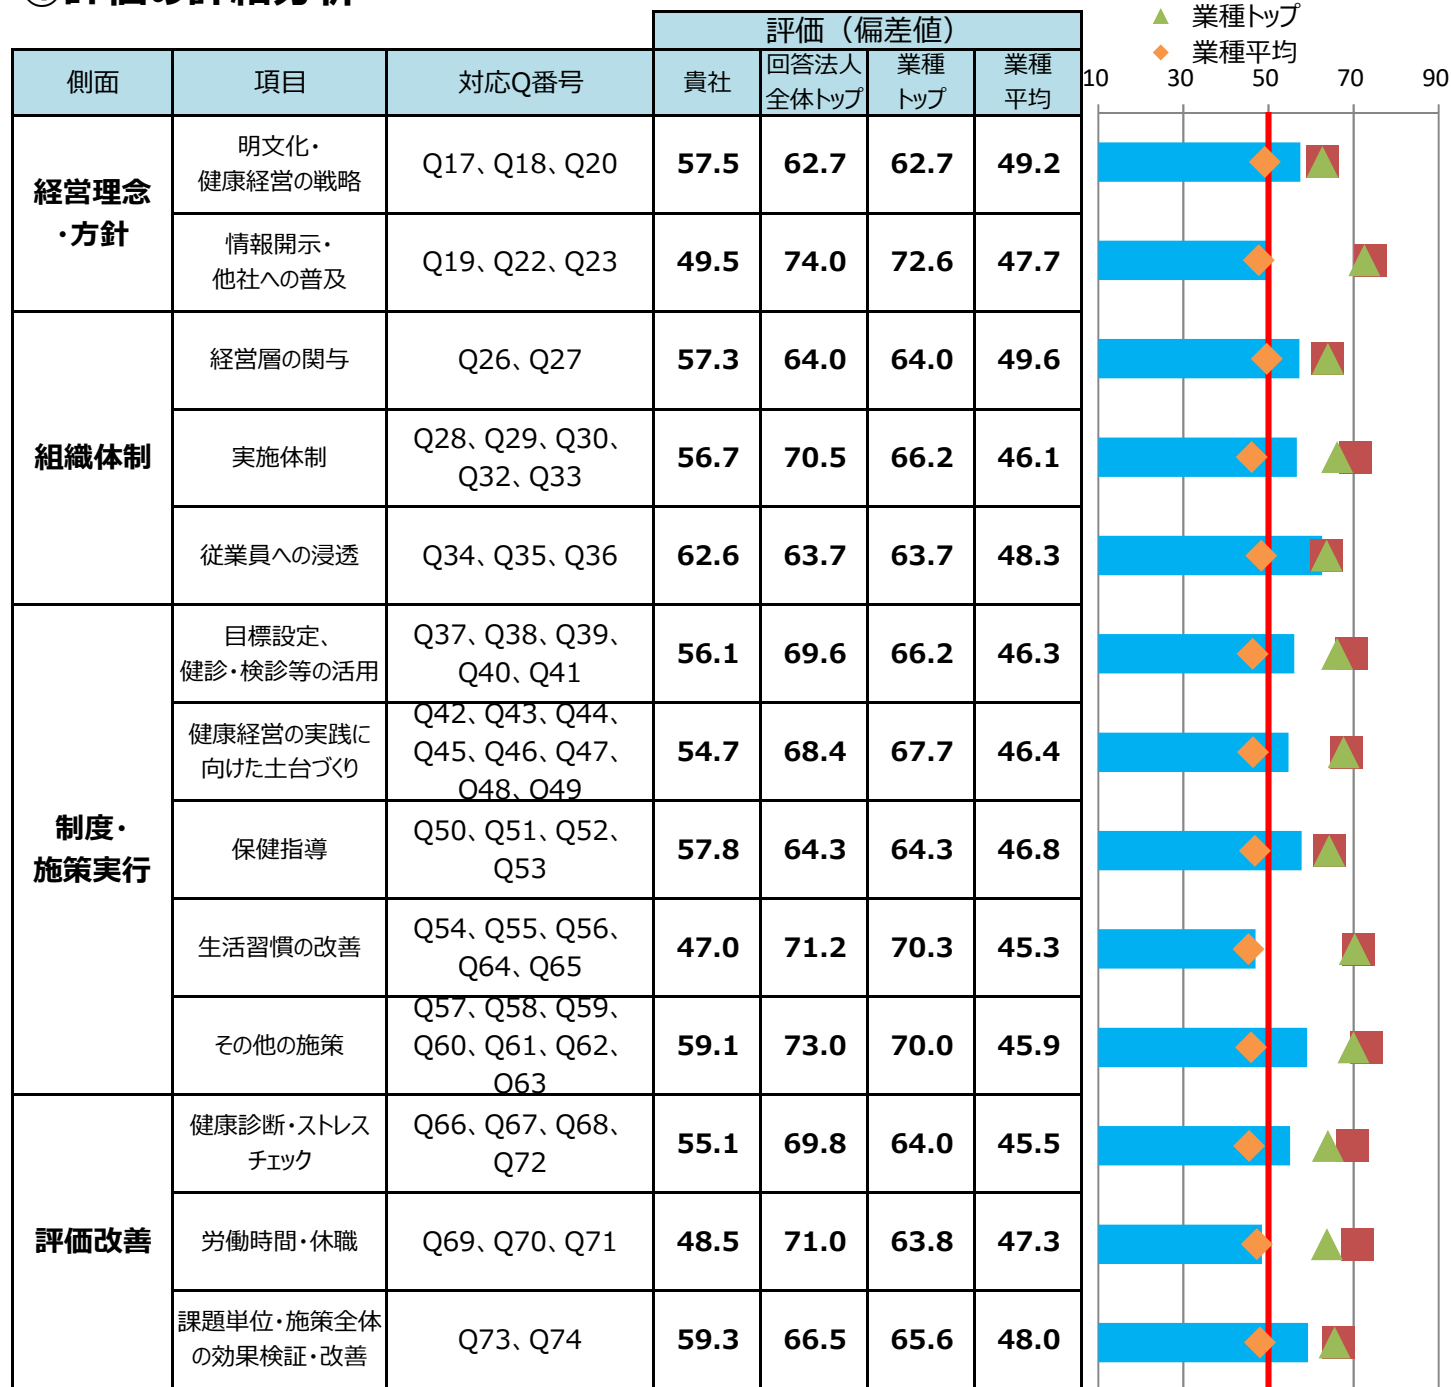 ①評価の詳細分析
▲ 業種トップ
◆ 業種平均
評価（偏差値）
側面 項目 対応Q番号 貴社 回答法人 業種 業種
全体トップ トップ 平均
10 30 50 70 90
経営理念
・方針
明文化・
健康経営の戦略
Q17、Q18、Q20 57.5 62.7 62.7 49.2
情報開示・
他社への普及
Q19、Q22、Q23 49.5 74.0 72.6 47.7
組織体制
経営層の関与 Q26、Q27 57.3 64.0 64.0 49.6
実施体制
Q28、Q29、Q30、
Q32、Q33
56.7 70.5 66.2 46.1
従業員への浸透 Q34、Q35、Q36 62.6 63.7 63.7 48.3
制度・
施策実行
目標設定、
健診・検診等の活用
Q37、Q38、Q39、
Q40、Q41
56.1 69.6 66.2 46.3
健康経営の実践に
向けた土台づくり
Q42、Q43、Q44、
Q45、Q46、Q47、
Q48、Q49
54.7 68.4 67.7 46.4
保健指導
Q50、Q51、Q52、
Q53
57.8 64.3 64.3 46.8
生活習慣の改善
Q54、Q55、Q56、
Q64、Q65
47.0 71.2 70.3 45.3
その他の施策
Q57、Q58、Q59、
Q60、Q61、Q62、
Q63
59.1 73.0 70.0 45.9
評価改善
健康診断・ストレス
チェック
Q66、Q67、Q68、
Q72
55.1 69.8 64.0 45.5
労働時間・休職 Q69、Q70、Q71 48.5 71.0 63.8 47.3
課題単位・施策全体
の効果検証・改善
Q73、Q74 59.3 66.5 65.6 48.0